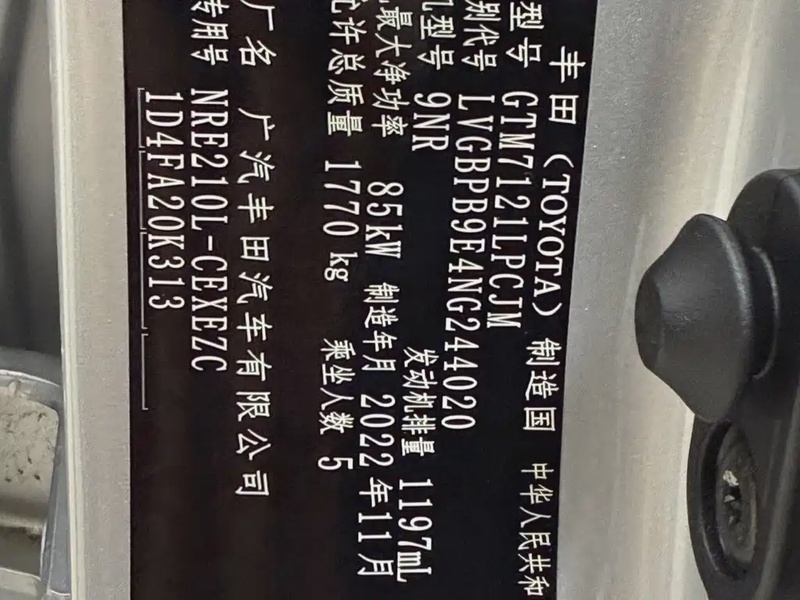 丰田（TOYOTA） 制造国 中华人民共和
型号 GTM7121LPCJM
别代号 LVGBPB9E4NG244020
机型号 9NR 发动机排量 1197mL
最大净功率 85kW 制造年月 2022年11月
允许总质量 1770 kg 乘坐人数 5
厂名 广汽丰田汽车有限公司
专用号 NRE210L-CEXEZC
1D4FA20K313